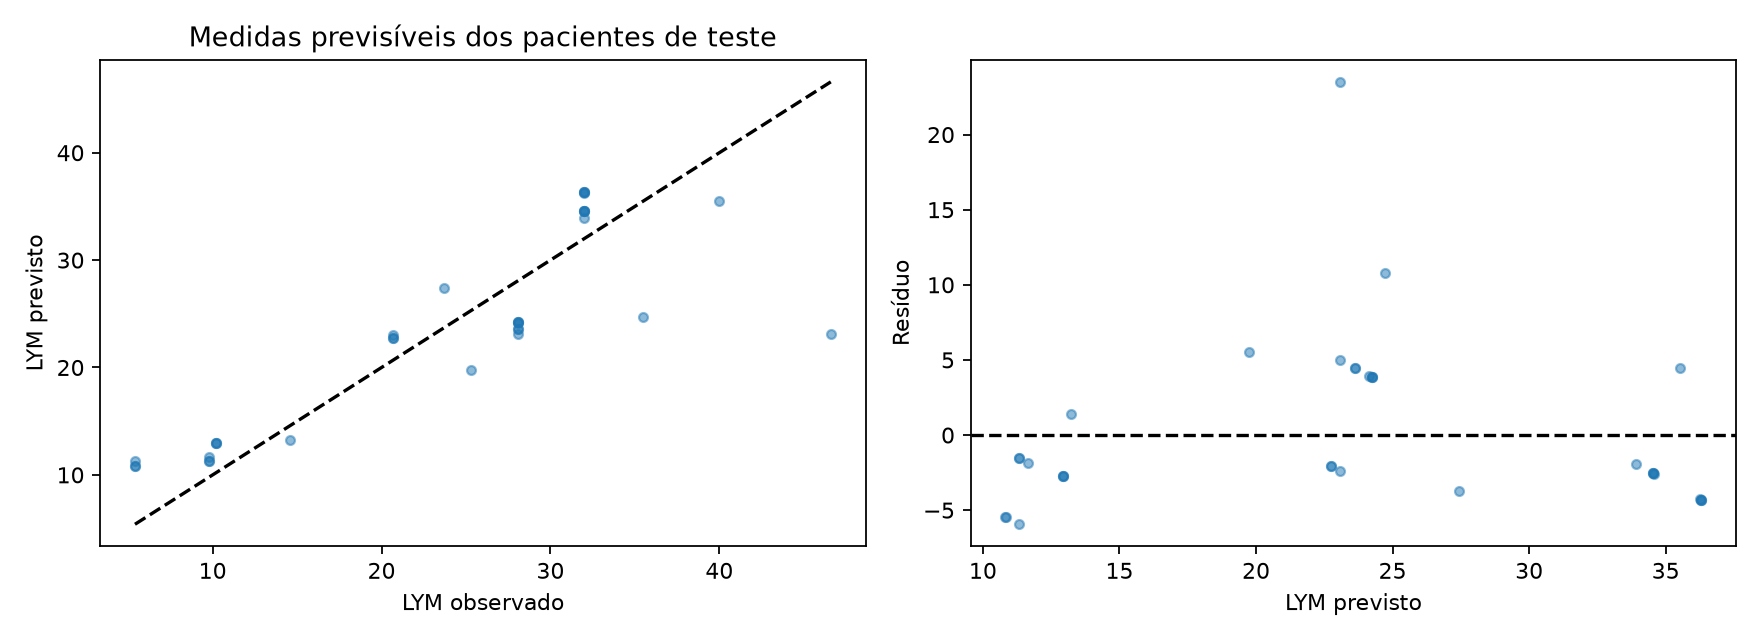 Medidas previsíveis dos pacientes de teste
40
30
20
10
LYM previsto
10 20 30 40
LYM observado
20
15
10
5
0
−5
Resíduo
10 15 20 25 30 35
LYM previsto